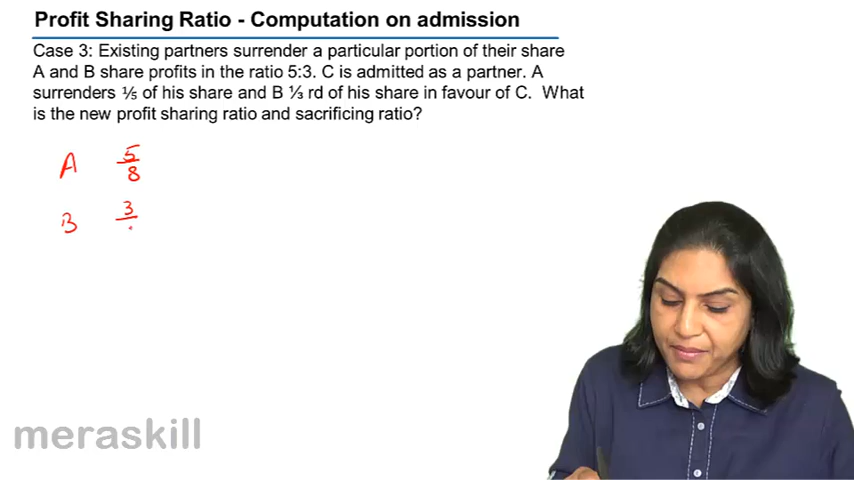 Profit Sharing Ratio - Computation on admission
Case 3: Existing partners surrender a particular portion of their share
A and B share profits in the ratio 5:3. C is admitted as a partner. A
surrenders ⅕ of his share and B ⅓ rd of his share in favour of C. What
is the new profit sharing ratio and sacrificing ratio?
A 5/8
B 3/
meraskill